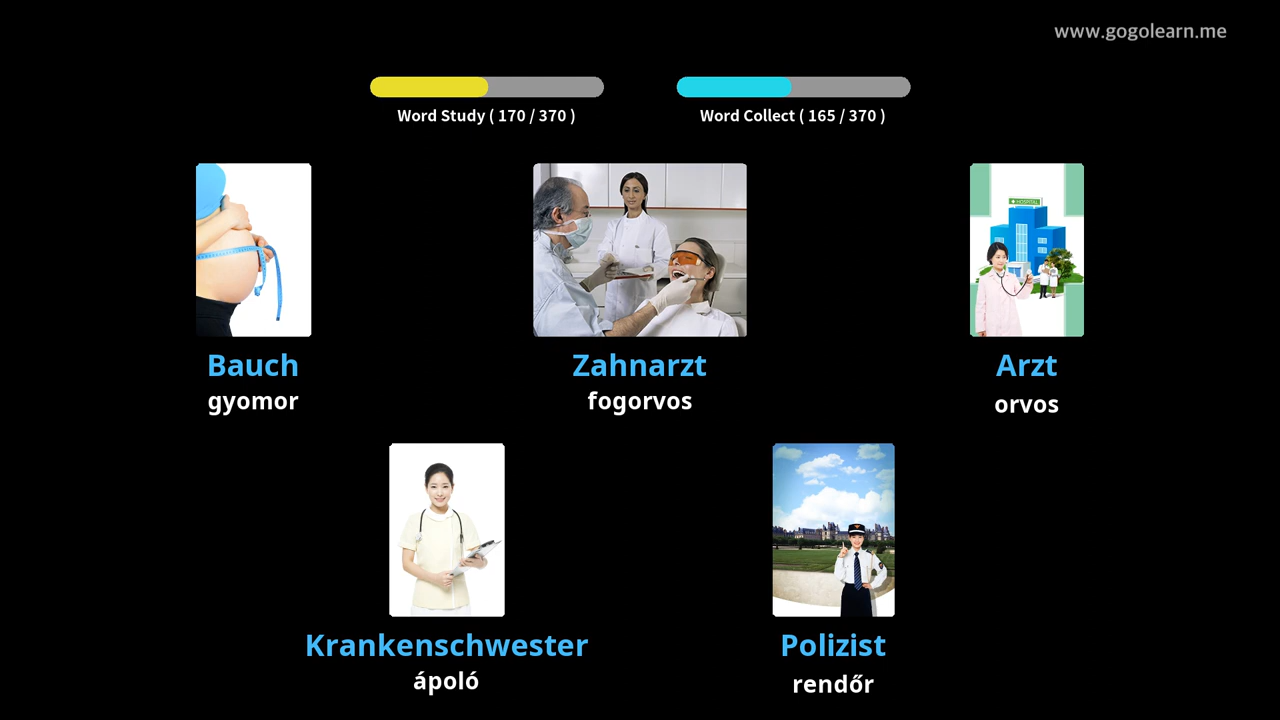 www.gogolearn.me
Word Study ( 170 / 370 )
Word Collect ( 165 / 370 )
HOSPITAL
Bauch
gyomor
Zahnarzt
fogorvos
Arzt
orvos
Krankenschwester
ápoló
Polizist
rendőr